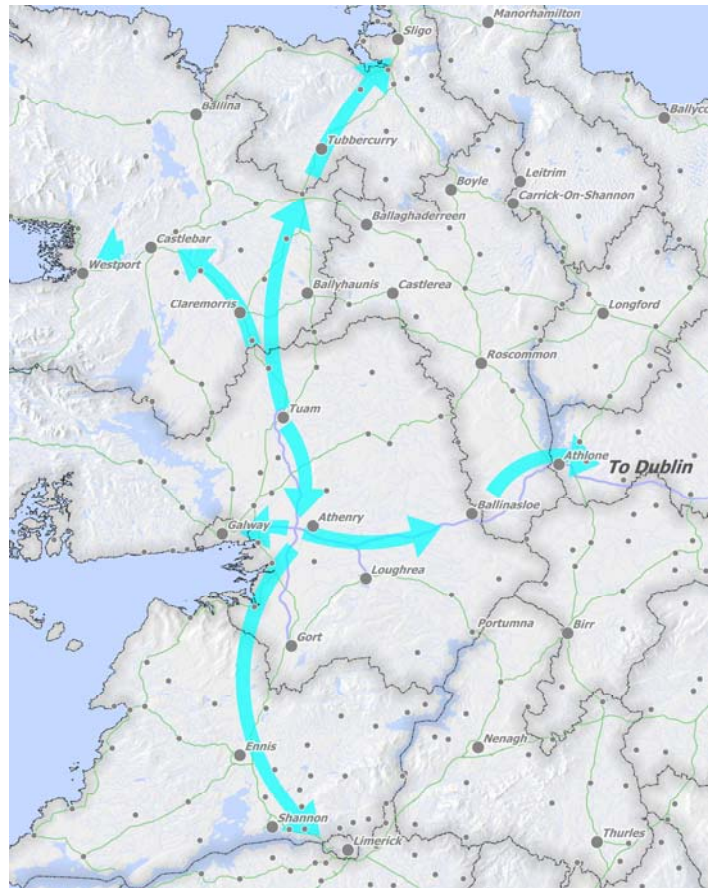 Manorhamilton
Sligo
Ballina
Ballyco
Tubbercurry
Leitrim
Boyle
Carrick-On-Shannon
Ballaghaderreen
Castlebar
Westport
Ballyhaunis
Castlerea
Claremorris
Longford
Roscommon
Tuam
Athlone
To Dublin
Ballinasloe
Galway
Athenry
Loughrea
Portumna
Birr
Gort
Ennis
Nenagh
Shannon
Limerick
Thurles